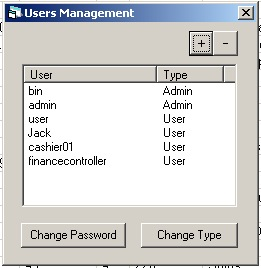 Users Management
+ -
User Type
bin Admin
admin Admin
user User
Jack User
cashier01 User
financecontroller User
Change Password Change Type